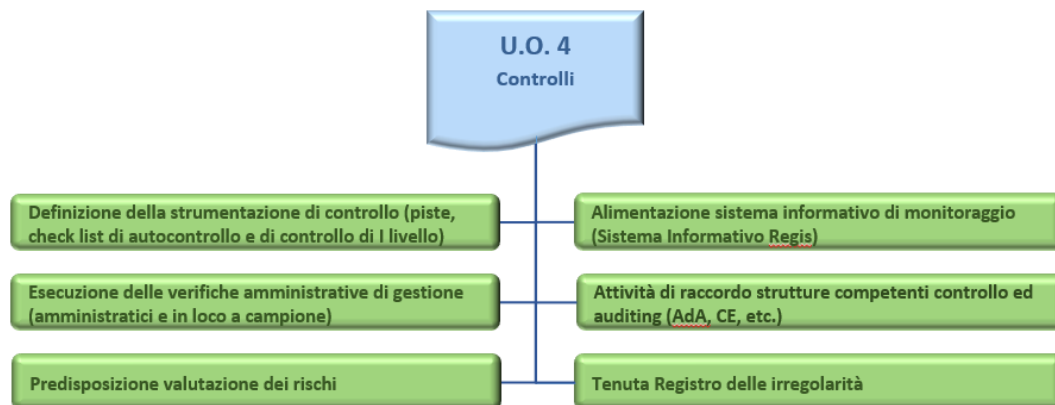 U.O. 4
Controlli
Definizione della strumentazione di controllo (piste,
check list di autocontrollo e di controllo di I livello)
Alimentazione sistema informativo di monitoraggio
(Sistema Informativo Regis)
Esecuzione delle verifiche amministrative di gestione
(amministratici e in loco a campione)
Attività di raccordo strutture competenti controllo ed
auditing (AdA, CE, etc.)
Predisposizione valutazione dei rischi
Tenuta Registro delle irregolarità